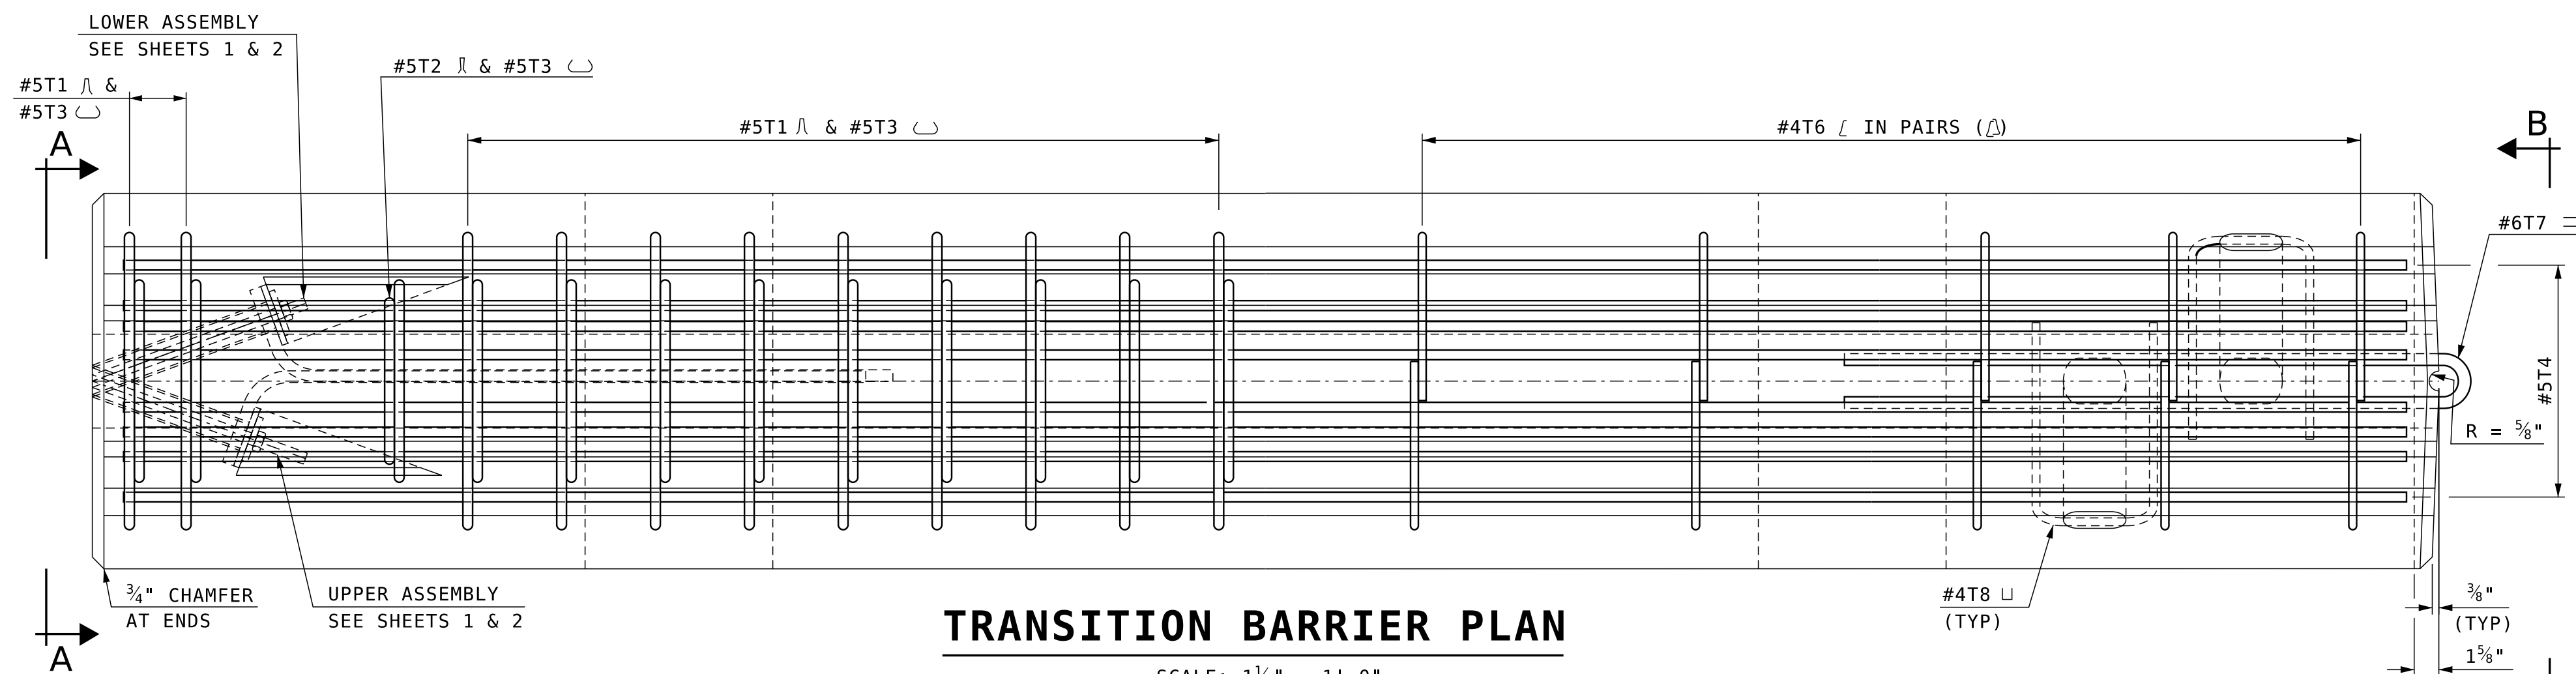 LOWER ASSEMBLY
SEE SHEETS 1 & 2
#5T2 & #5T3
#5T1 &
#5T3
A
#5T1 & #5T3
#4T6 IN PAIRS ( )
B
#6T7
#5T4
R = ⅝"
¾" CHAMFER
AT ENDS
UPPER ASSEMBLY
SEE SHEETS 1 & 2
#4T8
(TYP)
⅜"
(TYP)
1⅝"
A
TRANSITION BARRIER PLAN